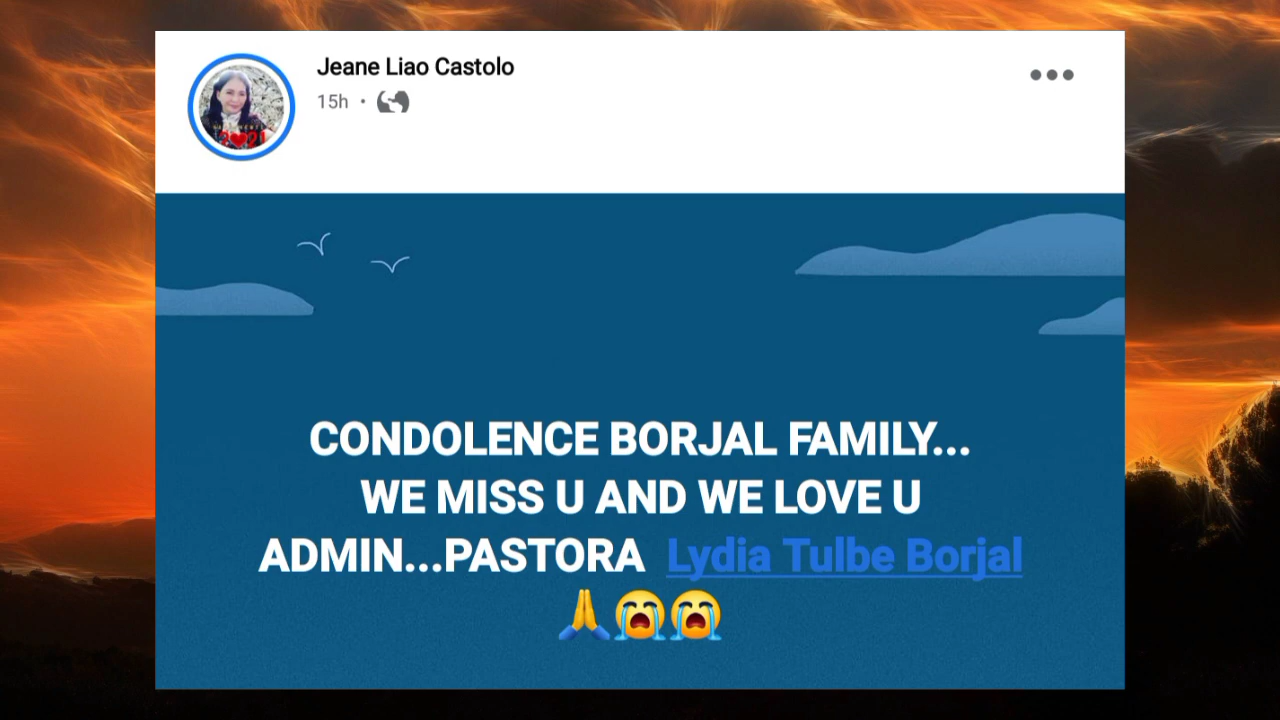 Jeane Liao Castolo
15h ·
CONDOLENCE BORJAL FAMILY...
WE MISS U AND WE LOVE U
ADMIN...PASTORA Lydia Tulbe Borjal
🙏😭😭